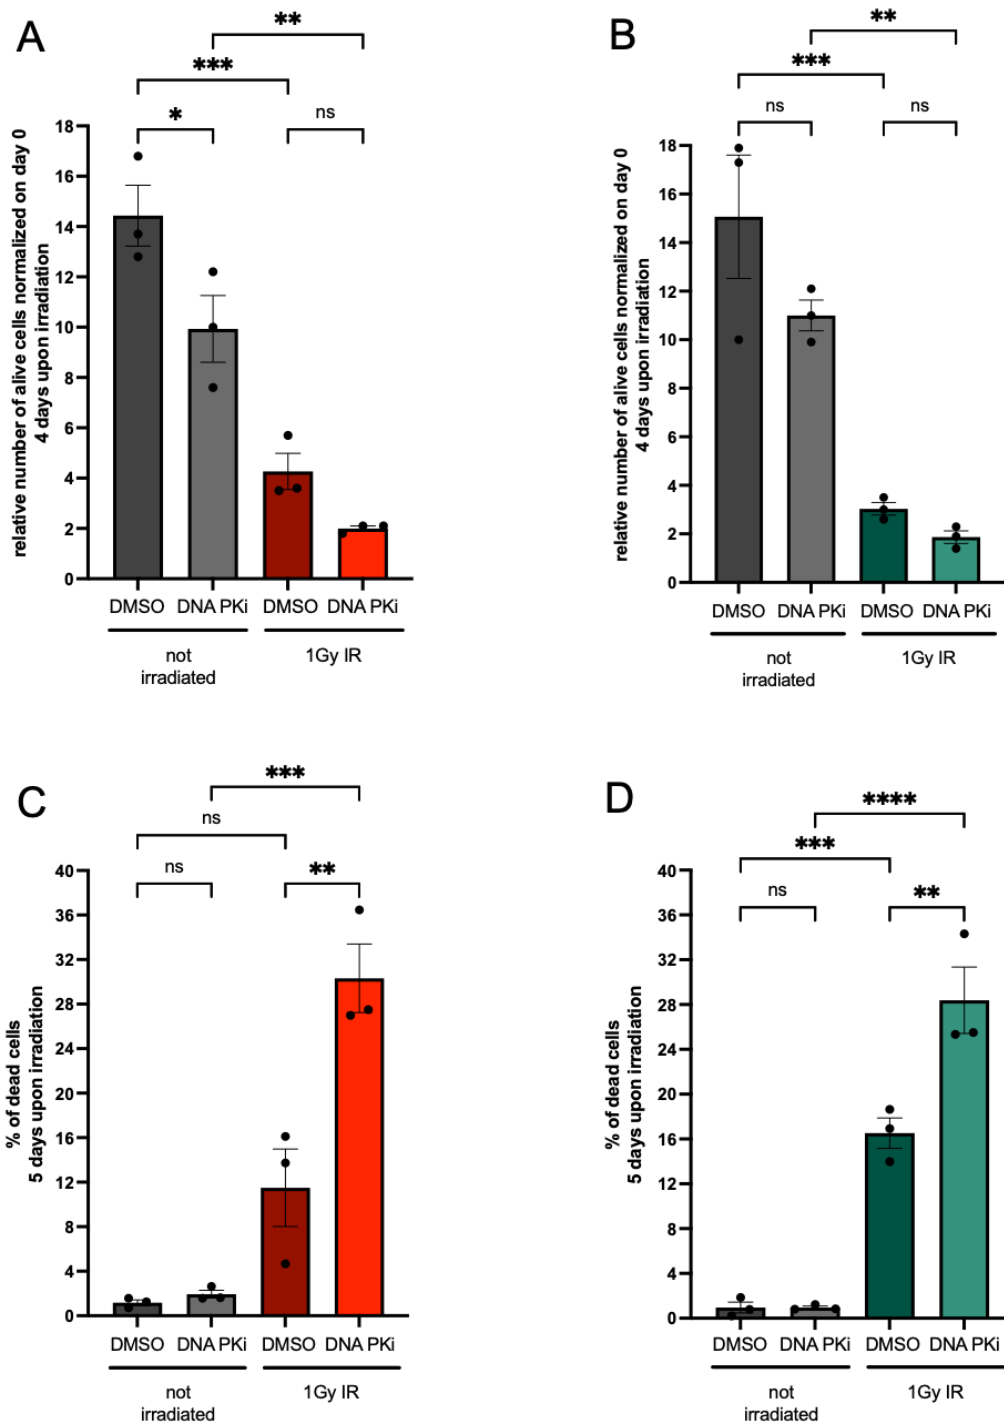 A
**
***
*
ns
relative number of alive cells normalized on day 0
4 days upon irradiation
18
16
14
12
10
8
6
4
2
0
DMSO DNA PKi DMSO DNA PKi
not
irradiated
1Gy IR
B
**
***
ns
ns
relative number of alive cells normalized on day 0
4 days upon irradiation
18
16
14
12
10
8
6
4
2
0
DMSO DNA PKi DMSO DNA PKi
not
irradiated
1Gy IR
C
***
ns
ns
**
% of dead cells
5 days upon irradiation
40
36
32
28
24
20
16
12
8
4
0
DMSO DNA PKi DMSO DNA PKi
not
irradiated
1Gy IR
D
****
***
ns
**
% of dead cells
5 days upon irradiation
40
36
32
28
24
20
16
12
8
4
0
DMSO DNA PKi DMSO DNA PKi
not
irradiated
1Gy IR